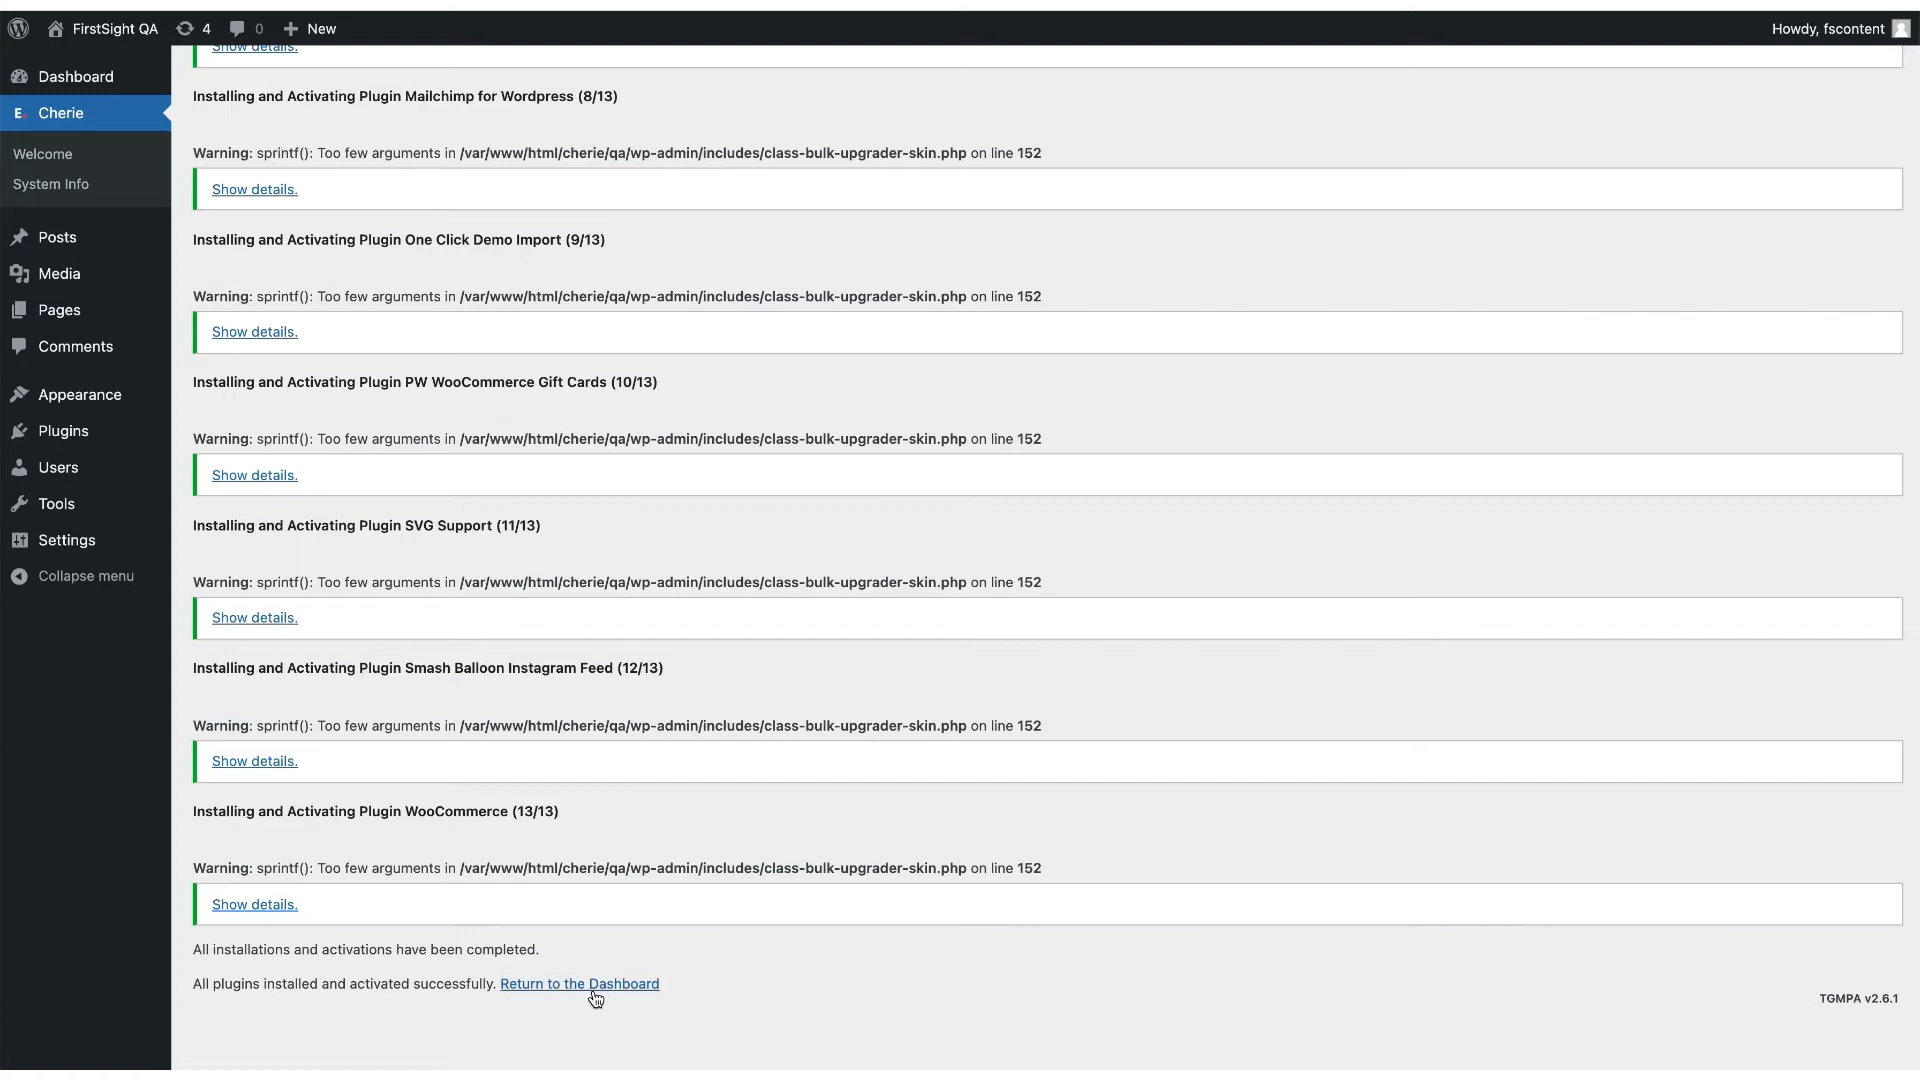 FirstSight QA
4
0
New
Howdy, fscontent
Dashboard
Cherie
Welcome
System Info
Posts
Media
Pages
Comments
Appearance
Plugins
Users
Tools
Settings
Collapse menu
Show details.
Installing and Activating Plugin Mailchimp for Wordpress (8/13)
Warning: sprintf(): Too few arguments in /var/www/html/cherie/qa/wp-admin/includes/class-bulk-upgrader-skin.php on line 152
Show details.
Installing and Activating Plugin One Click Demo Import (9/13)
Warning: sprintf(): Too few arguments in /var/www/html/cherie/qa/wp-admin/includes/class-bulk-upgrader-skin.php on line 152
Show details.
Installing and Activating Plugin PW WooCommerce Gift Cards (10/13)
Warning: sprintf(): Too few arguments in /var/www/html/cherie/qa/wp-admin/includes/class-bulk-upgrader-skin.php on line 152
Show details.
Installing and Activating Plugin SVG Support (11/13)
Warning: sprintf(): Too few arguments in /var/www/html/cherie/qa/wp-admin/includes/class-bulk-upgrader-skin.php on line 152
Show details.
Installing and Activating Plugin Smash Balloon Instagram Feed (12/13)
Warning: sprintf(): Too few arguments in /var/www/html/cherie/qa/wp-admin/includes/class-bulk-upgrader-skin.php on line 152
Show details.
Installing and Activating Plugin WooCommerce (13/13)
Warning: sprintf(): Too few arguments in /var/www/html/cherie/qa/wp-admin/includes/class-bulk-upgrader-skin.php on line 152
Show details.
All installations and activations have been completed.
All plugins installed and activated successfully. Return to the Dashboard
TGMPA v2.6.1